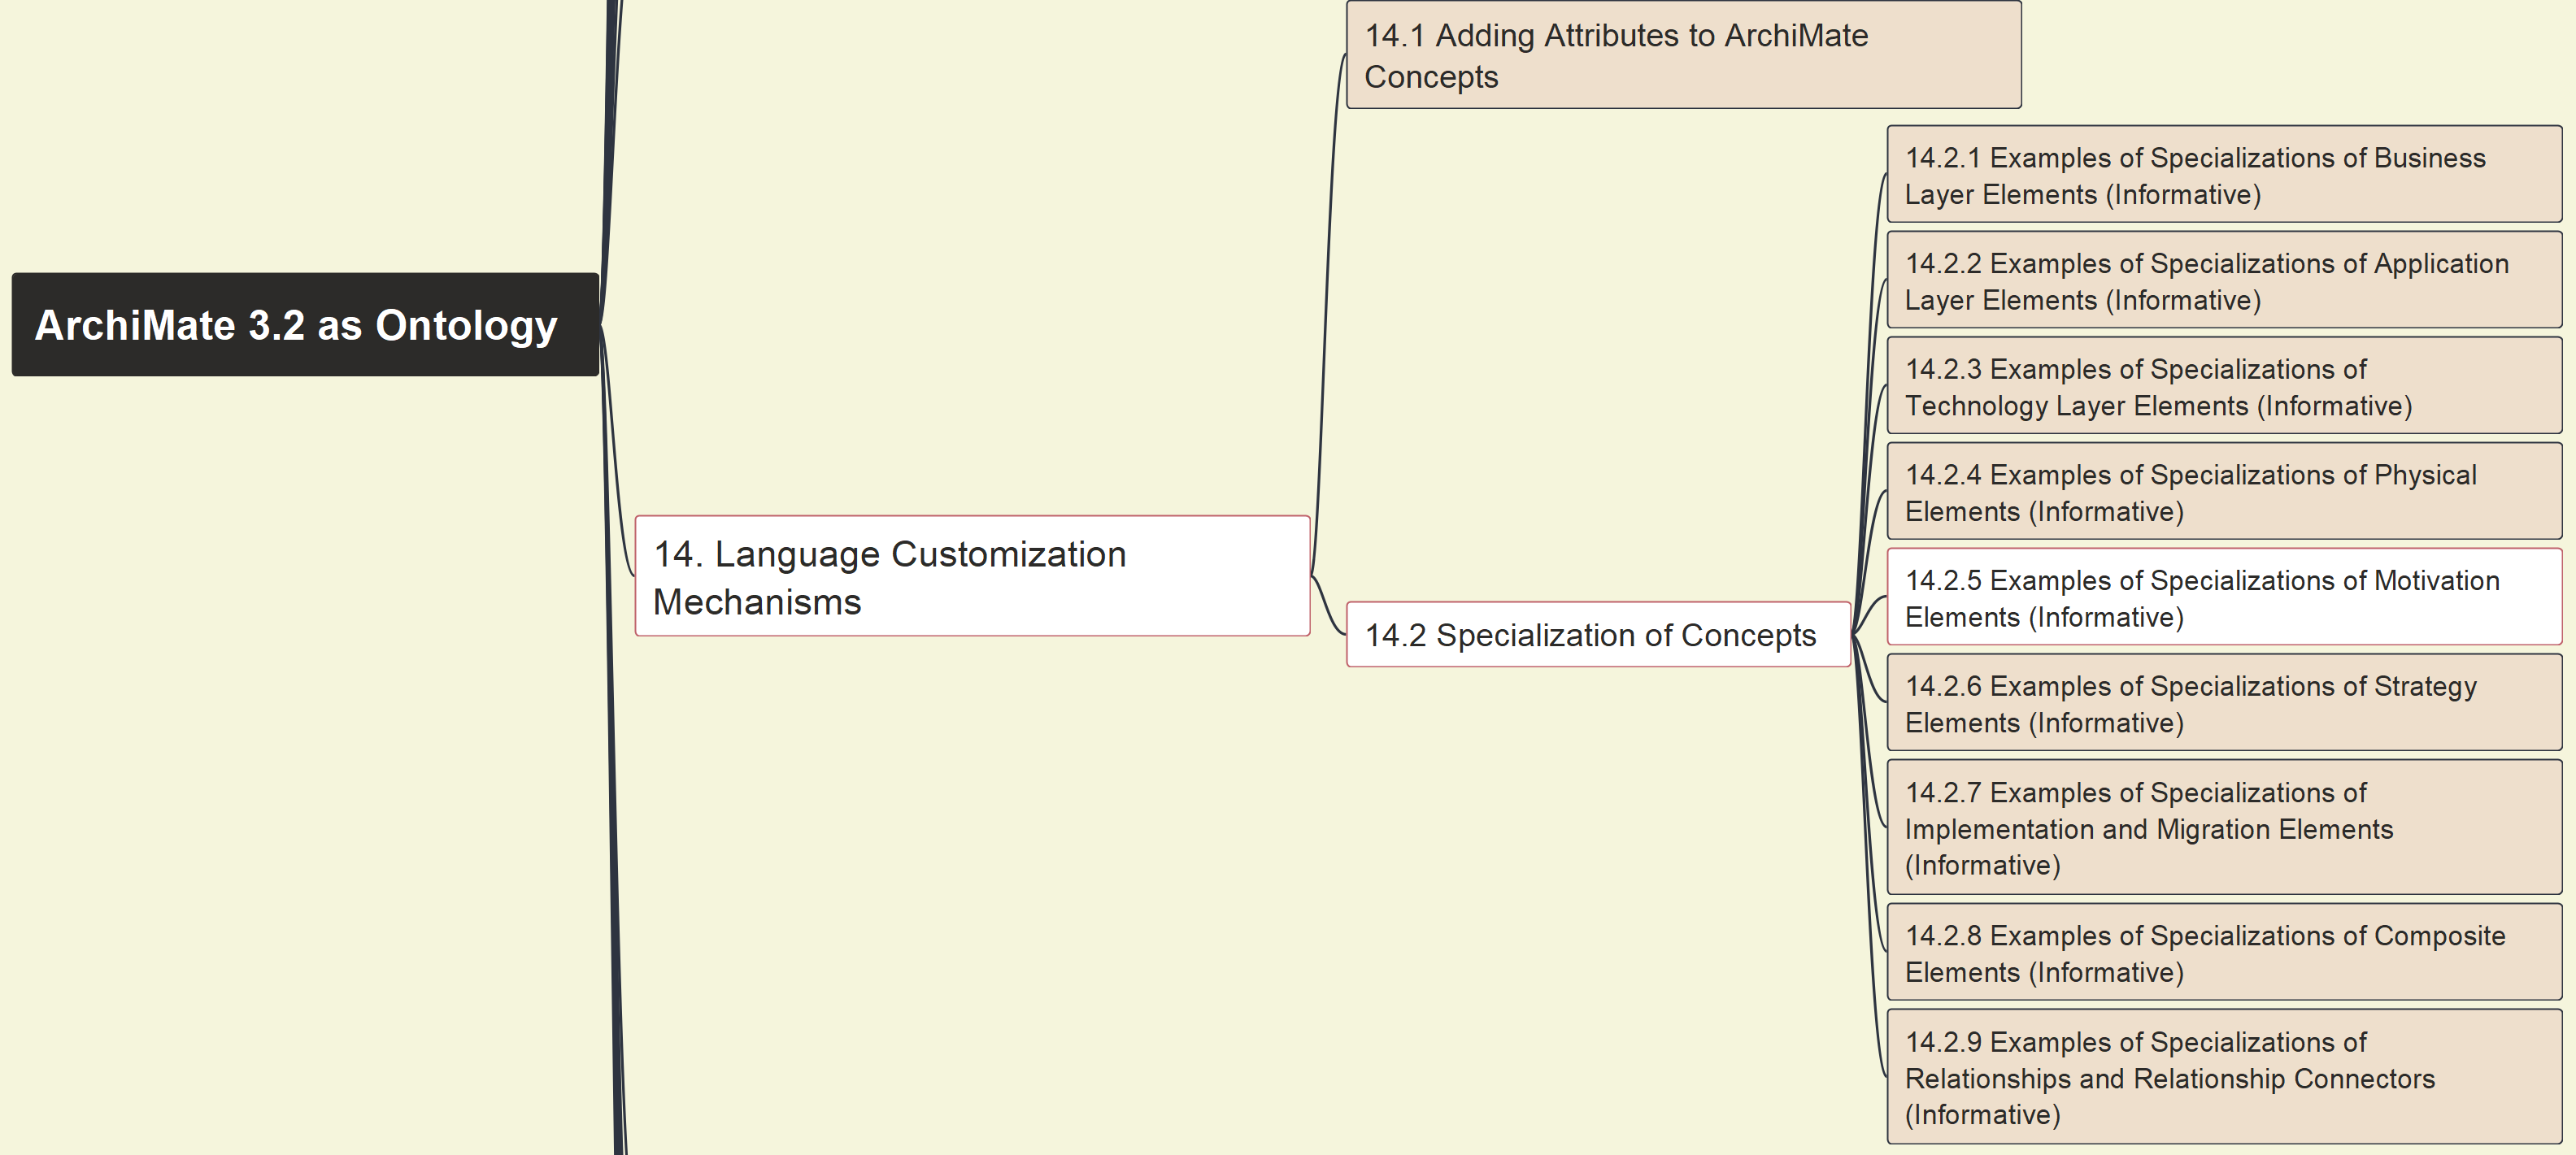 ArchiMate 3.2 as Ontology
14. Language Customization
Mechanisms
14.1 Adding Attributes to ArchiMate
Concepts
14.2 Specialization of Concepts
14.2.1 Examples of Specializations of Business
Layer Elements (Informative)
14.2.2 Examples of Specializations of Application
Layer Elements (Informative)
14.2.3 Examples of Specializations of
Technology Layer Elements (Informative)
14.2.4 Examples of Specializations of Physical
Elements (Informative)
14.2.5 Examples of Specializations of Motivation
Elements (Informative)
14.2.6 Examples of Specializations of Strategy
Elements (Informative)
14.2.7 Examples of Specializations of
Implementation and Migration Elements
(Informative)
14.2.8 Examples of Specializations of Composite
Elements (Informative)
14.2.9 Examples of Specializations of
Relationships and Relationship Connectors
(Informative)